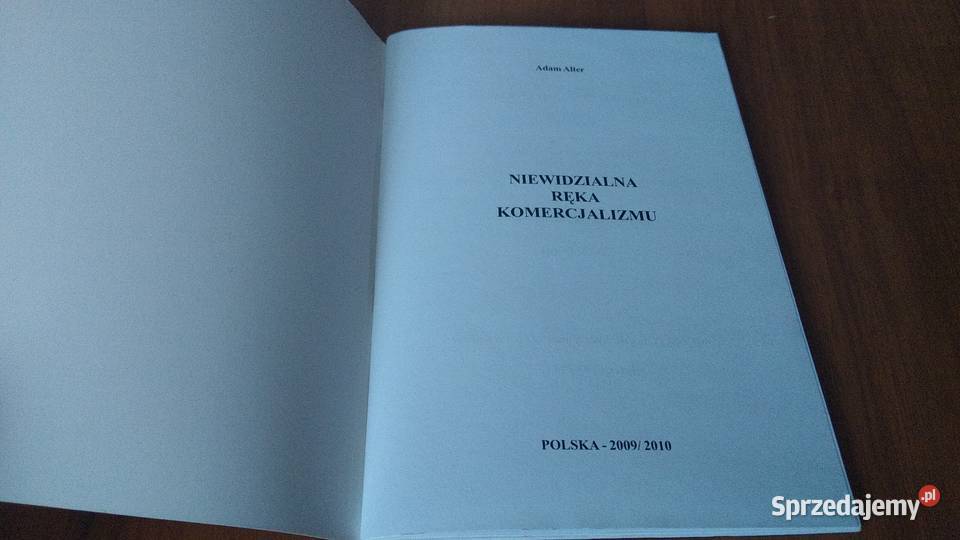 Adam Alter
NIEWIDZIALNA
RĘKA
KOMERCJALIZMU
POLSKA - 2009/ 2010
Sprzedajemy.pl